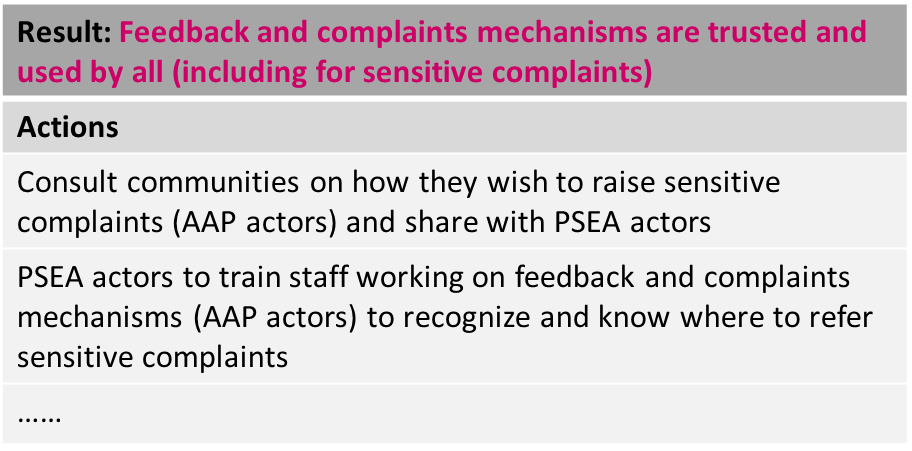 Result: Feedback and complaints mechanisms are trusted and
used by all (including for sensitive complaints)
Actions
Consult communities on how they wish to raise sensitive
complaints (AAP actors) and share with PSEA actors
PSEA actors to train staff working on feedback and complaints
mechanisms (AAP actors) to recognize and know where to refer
sensitive complaints
……